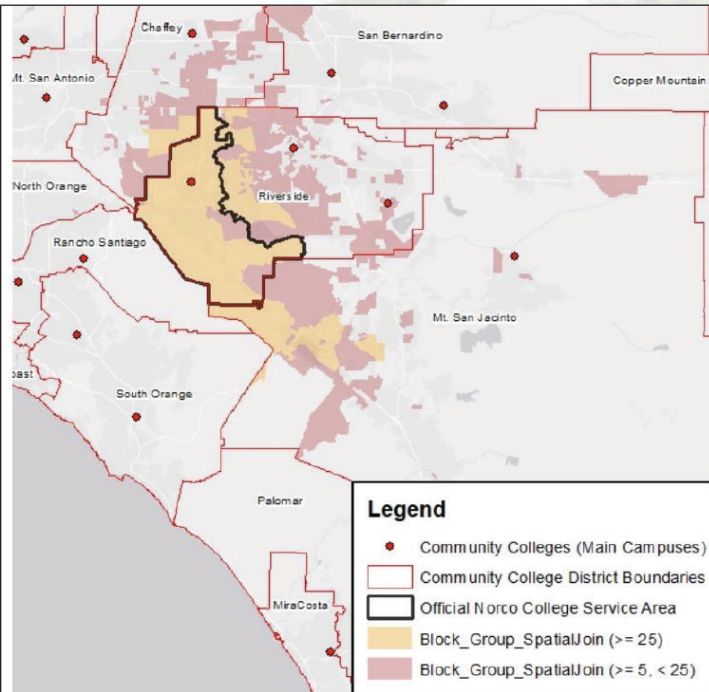 Chaffey
San Bernardino
Mt. San Antonio
Copper Mountain
North Orange
Riverside
Rancho Santiago
Mt. San Jacinto
oast
South Orange
Palomar
MiraCosta
Legend
Community Colleges (Main Campuses)
Community College District Boundaries
Official Norco College Service Area
Block_Group_SpatialJoin (>= 25)
Block_Group_SpatialJoin (>= 5, < 25)